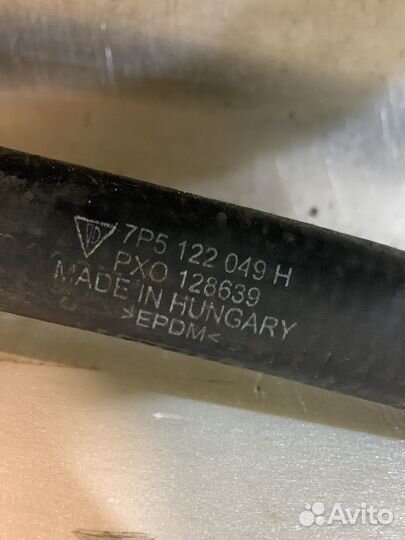 7P5 122 049 H
PXO 128639
MADE IN HUNGARY
>EPDM<
Avito